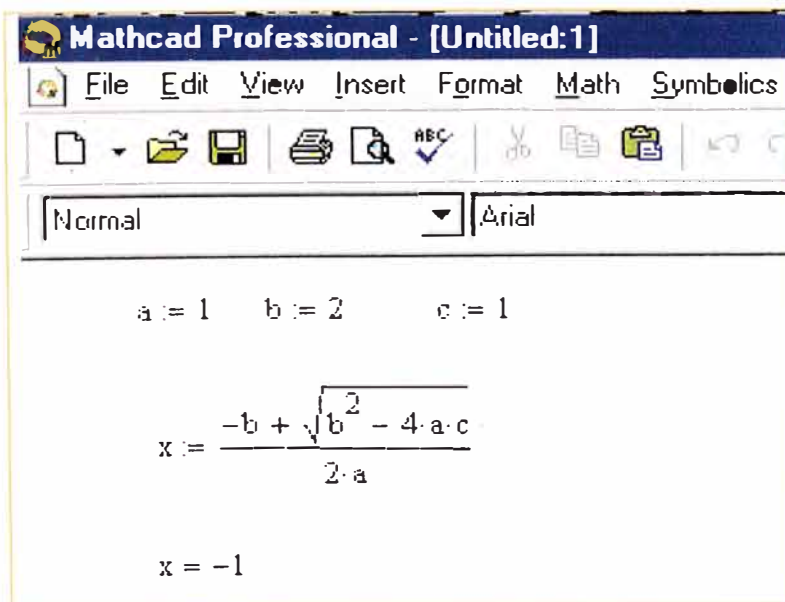 Mathcad Professional - [Untitled:1]
File Edit View Insert Format Math Symbolics
ABC
Normal Arial
a := 1 b := 2 c := 1
x := (-b + √(b² - 4·a·c)) / (2·a)
x = -1